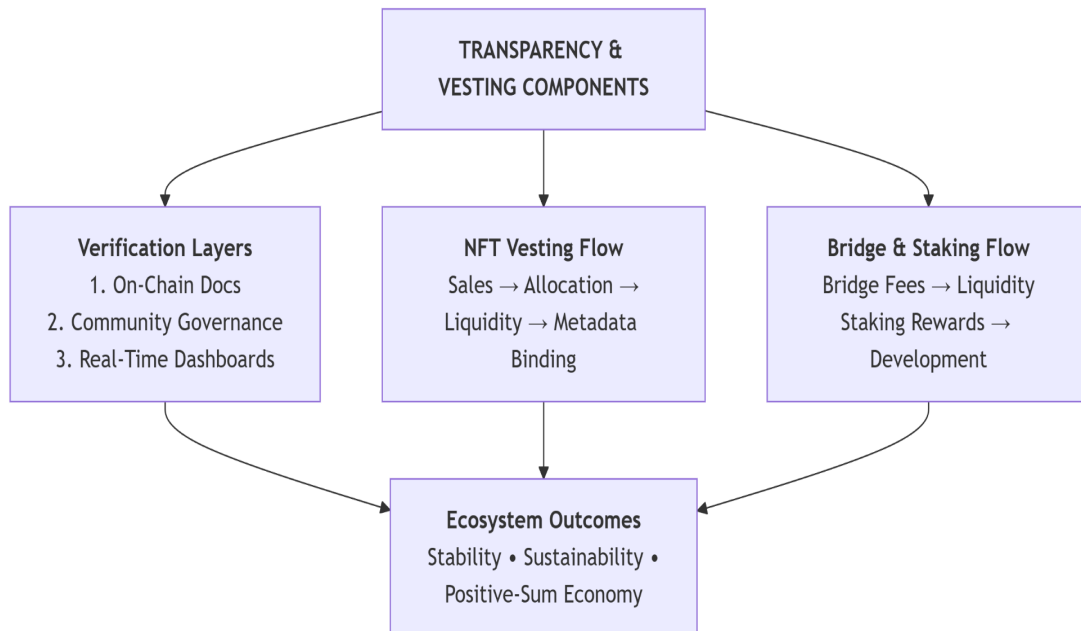 TRANSPARENCY &
VESTING COMPONENTS
Verification Layers
1. On-Chain Docs
2. Community Governance
3. Real-Time Dashboards
NFT Vesting Flow
Sales → Allocation →
Liquidity → Metadata
Binding
Bridge & Staking Flow
Bridge Fees → Liquidity
Staking Rewards →
Development
Ecosystem Outcomes
Stability • Sustainability •
Positive-Sum Economy